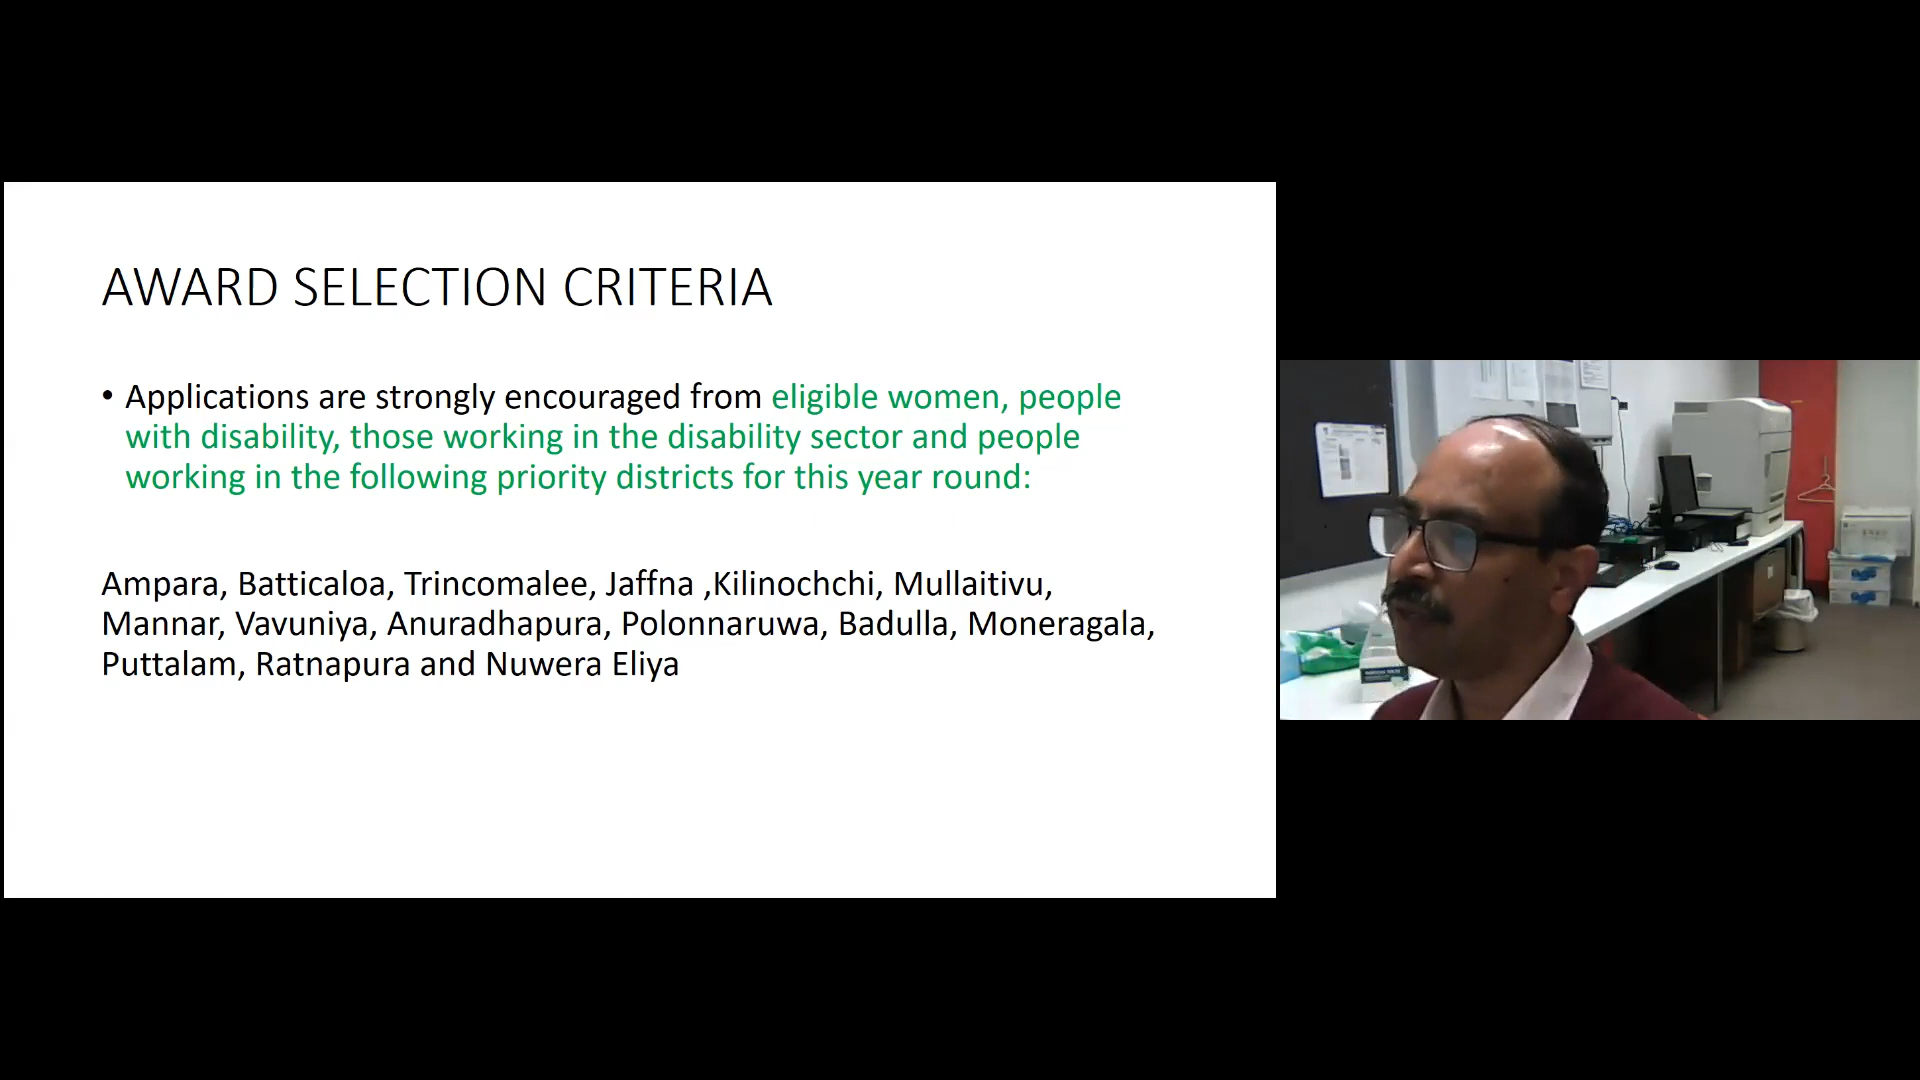 AWARD SELECTION CRITERIA
• Applications are strongly encouraged from eligible women, people
with disability, those working in the disability sector and people
working in the following priority districts for this year round:
Ampara, Batticaloa, Trincomalee, Jaffna ,Kilinochchi, Mullaitivu,
Mannar, Vavuniya, Anuradhapura, Polonnaruwa, Badulla, Moneragala,
Puttalam, Ratnapura and Nuwera Eliya